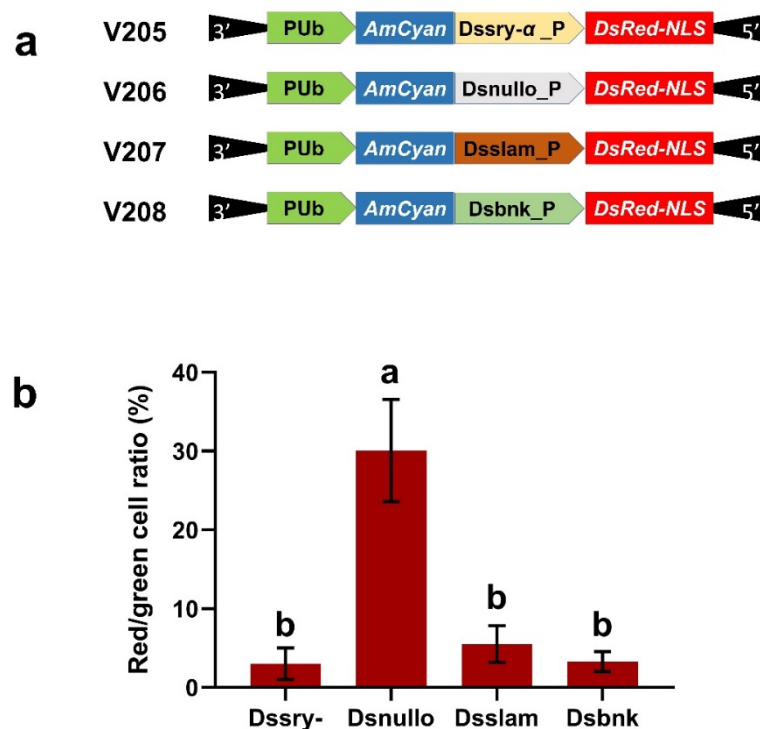 a
V205 3’ PUb AmCyan Dssry-α_P DsRed-NLS 5’
V206 3’ PUb AmCyan Dsnullo_P DsRed-NLS 5’
V207 3’ PUb AmCyan Dsslam_P DsRed-NLS 5’
V208 3’ PUb AmCyan Dsbnk_P DsRed-NLS 5’
b
Red/green cell ratio (%)
40
30
20
10
0
b a b b
Dssry- Dsnullo Dsslam Dsbnk